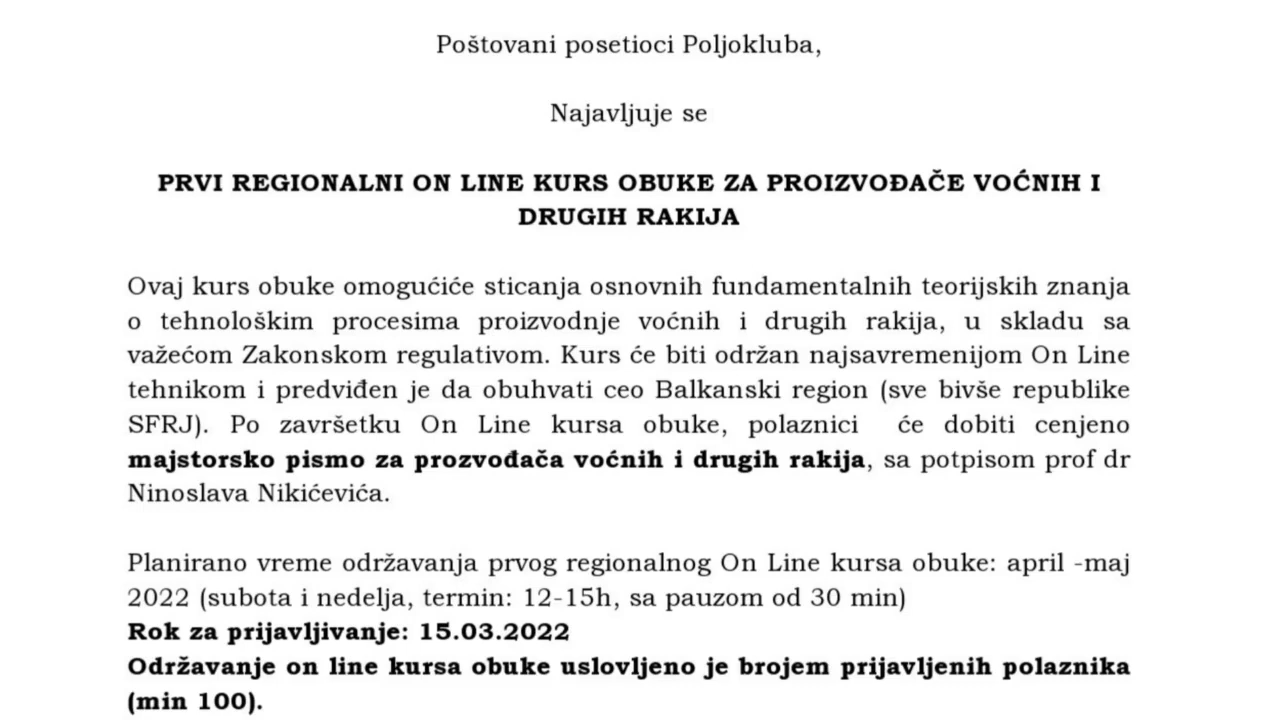 Poštovani posetioci Poljokluba,
Najavljuje se
PRVI REGIONALNI ON LINE KURS OBUKE ZA PROIZVOĐAČE VOĆNIH I
DRUGIH RAKIJA
Ovaj kurs obuke omogućiće sticanja osnovnih fundamentalnih teorijskih znanja
o tehnološkim procesima proizvodnje voćnih i drugih rakija, u skladu sa
važećom Zakonskom regulativom. Kurs će biti održan najsavremenijom On Line
tehnikom i predviđen je da obuhvati ceo Balkanski region (sve bivše republike
SFRJ). Po završetku On Line kursa obuke, polaznici će dobiti cenjeno
majstorsko pismo za prozvođača voćnih i drugih rakija, sa potpisom prof dr
Ninoslava Nikićevića.
Planirano vreme održavanja prvog regionalnog On Line kursa obuke: april -maj
2022 (subota i nedelja, termin: 12-15h, sa pauzom od 30 min)
Rok za prijavljivanje: 15.03.2022
Održavanje on line kursa obuke uslovljeno je brojem prijavljenih polaznika
(min 100).